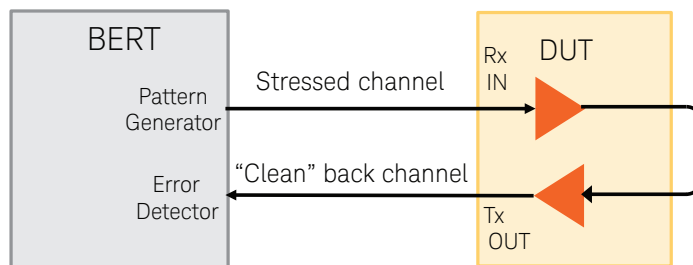 BERT
Pattern
Generator
Error
Detector
Stressed channel
“Clean” back channel
DUT
Rx
IN
Tx
OUT